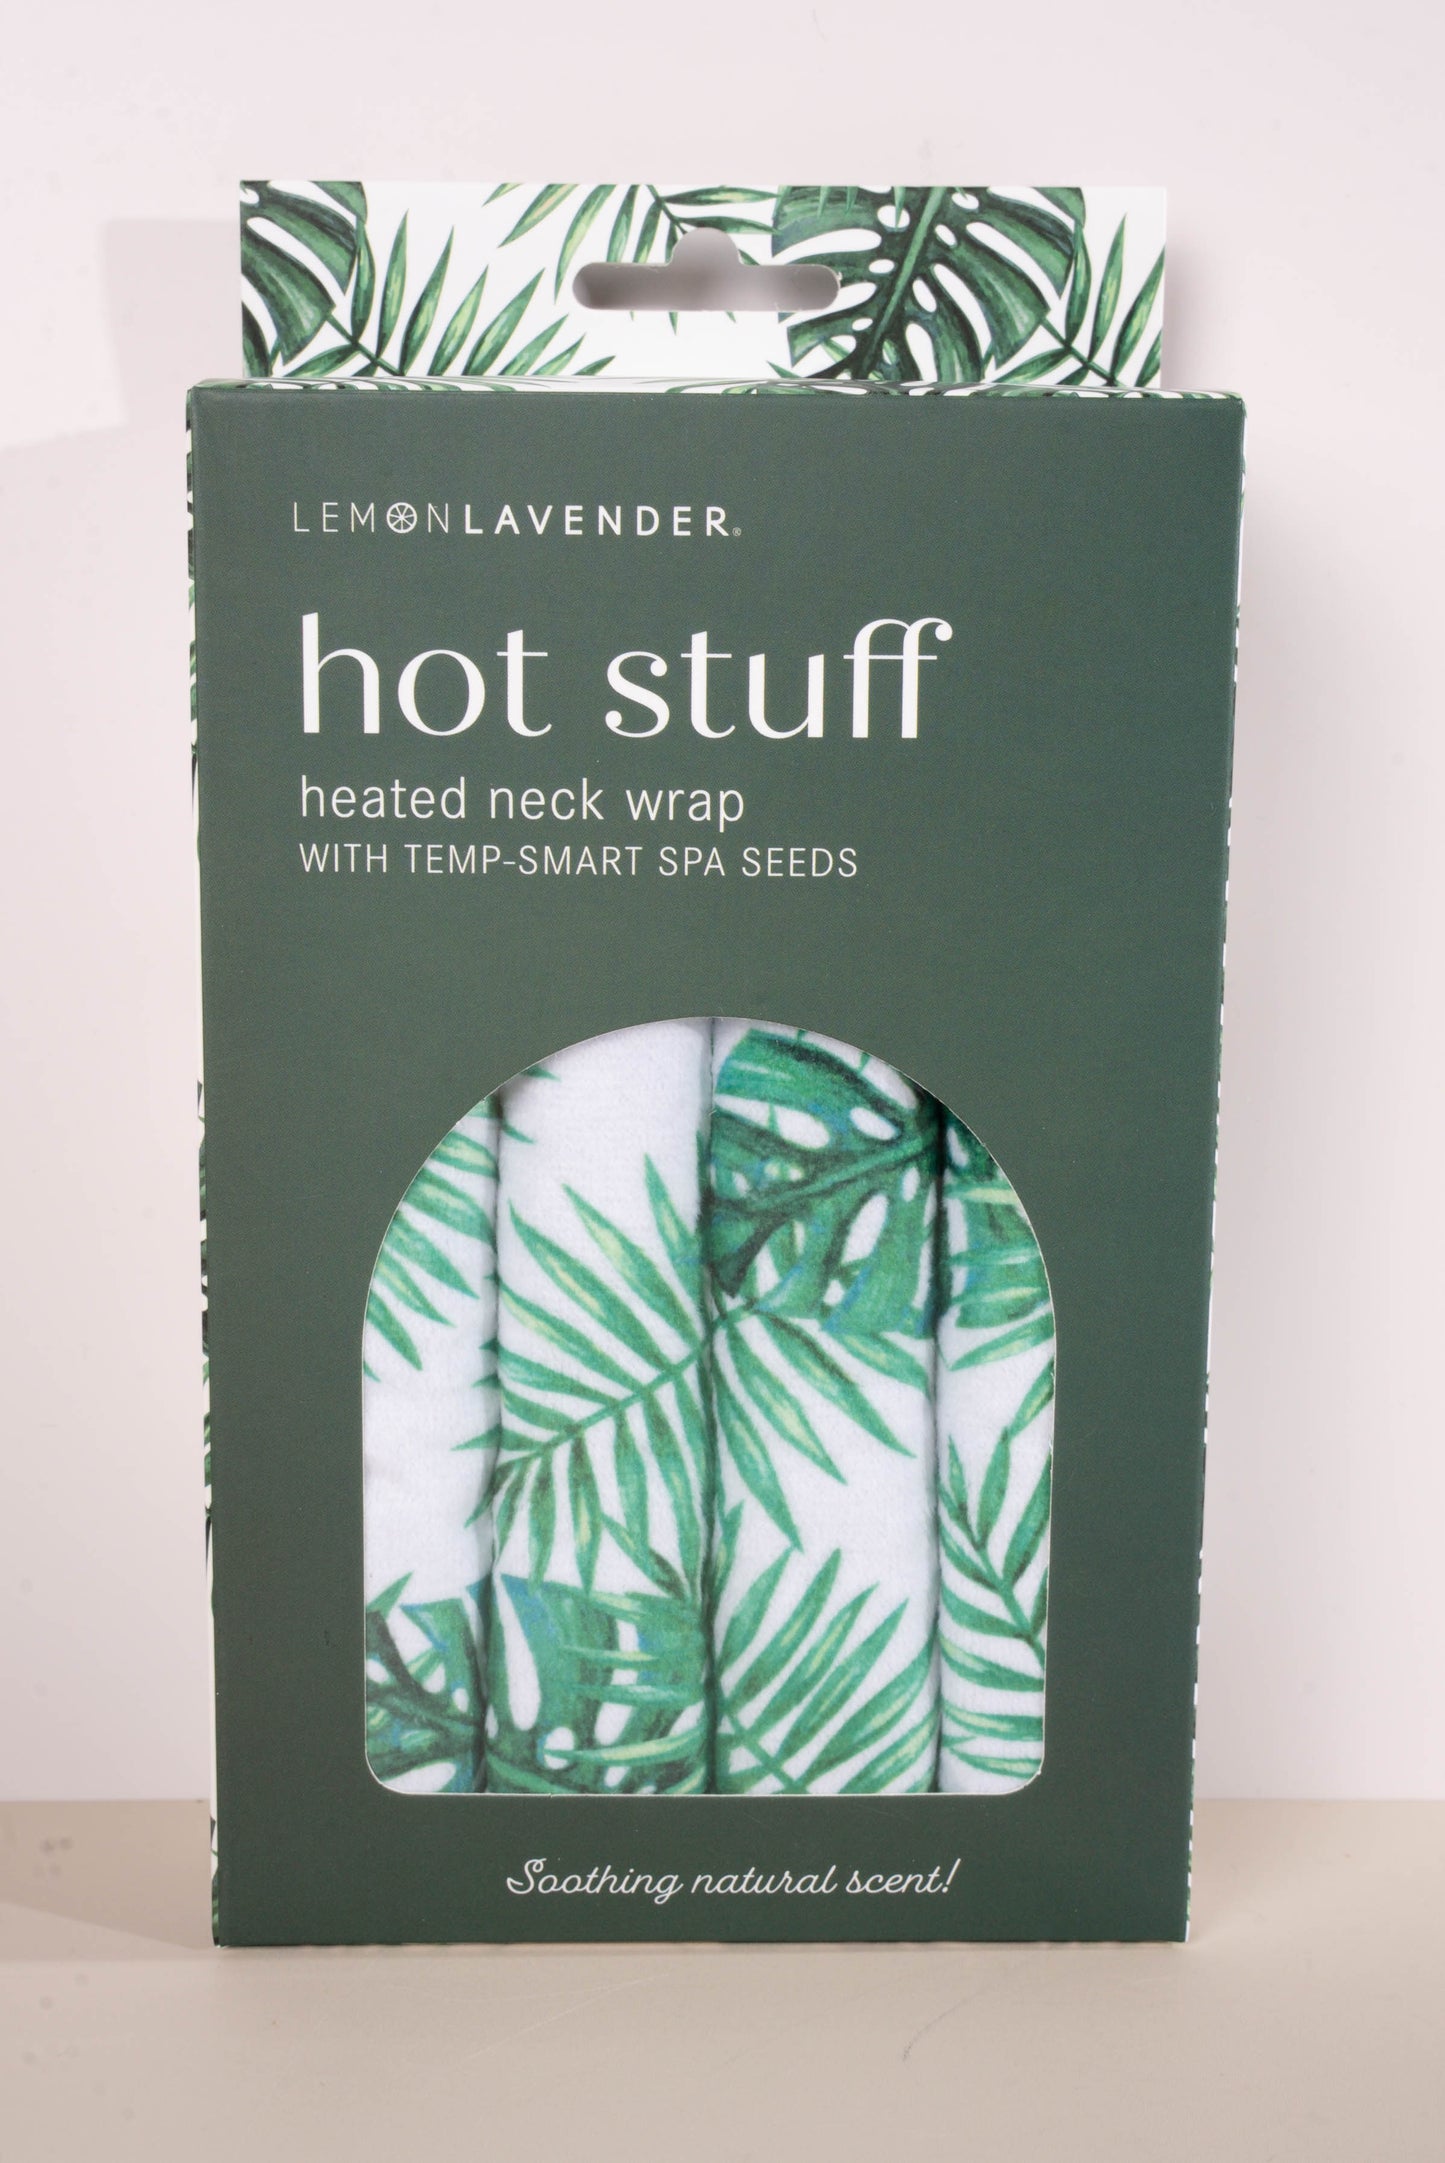 LEMONLAVENDER®
hot stuff
heated neck wrap
WITH TEMP-SMART SPA SEEDS
Soothing natural scent!